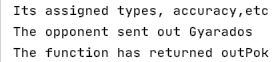 Its assigned types, accuracy,etc
The opponent sent out Gyarados
The function has returned outPok